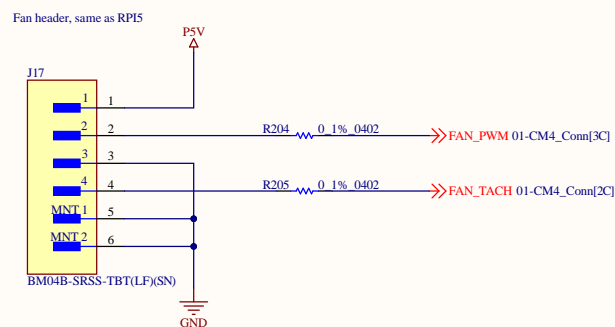 Fan header, same as RPI5
P5V
J17
1 1
2 2 R204 0_1%_0402 FAN_PWM 01-CM4_Conn[3C]
3 3
4 4 R205 0_1%_0402 FAN_TACH 01-CM4_Conn[2C]
MNT 1 5
MNT 2 6
BM04B-SRSS-TBT(LF)(SN)
GND